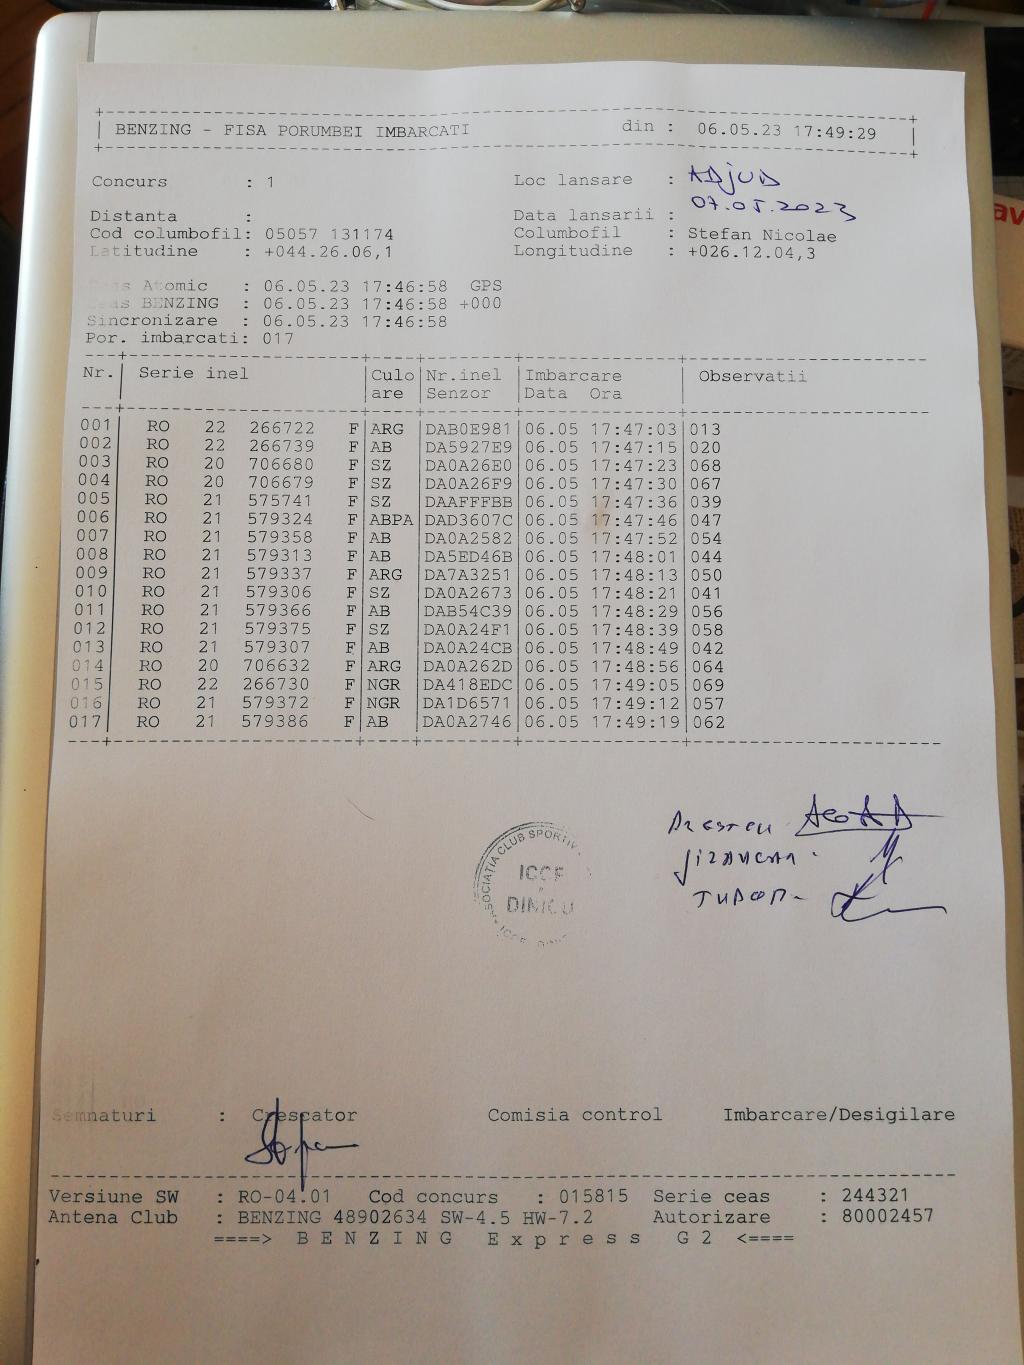 BENZING - FISA PORUMBEI IMBARCATI din : 06.05.23 17:49:29
Concurs : 1 Loc lansare : ADJUD
07.05.2023
Distanta : Data lansarii :
Cod columbofil: 05057 131174 Columbofil : Stefan Nicolae
Latitudine : +044.26.06,1 Longitudine : +026.12.04,3
Ceas Atomic : 06.05.23 17:46:58 GPS
Ceas BENZING : 06.05.23 17:46:58 +000
Sincronizare : 06.05.23 17:46:58
Por. imbarcati: 017
Nr. Serie inel Culo Nr.inel Imbarcare Observatii
are Senzor Data Ora
001 RO 22 266722 F ARG DAB0E981 06.05 17:47:03 013
002 RO 22 266739 F AB DA5927E9 06.05 17:47:15 020
003 RO 20 706680 F SZ DA0A26E0 06.05 17:47:23 068
004 RO 20 706679 F SZ DA0A26F9 06.05 17:47:30 067
005 RO 21 575741 F SZ DAAFFFBB 06.05 17:47:36 039
006 RO 21 579324 F ABPA DAD3607C 06.05 17:47:46 047
007 RO 21 579358 F AB DA0A2582 06.05 17:47:52 054
008 RO 21 579313 F AB DA5ED46B 06.05 17:48:01 044
009 RO 21 579337 F ARG DA7A3251 06.05 17:48:13 050
010 RO 21 579306 F SZ DA0A2673 06.05 17:48:21 041
011 RO 21 579366 F AB DAB54C39 06.05 17:48:29 056
012 RO 21 579375 F SZ DA0A24F1 06.05 17:48:39 058
013 RO 21 579307 F AB DA0A24CB 06.05 17:48:49 042
014 RO 20 706632 F ARG DA0A262D 06.05 17:48:56 064
015 RO 22 266730 F NGR DA418EDC 06.05 17:49:05 069
016 RO 21 579372 F NGR DA1D6571 06.05 17:49:12 057
017 RO 21 579386 F AB DA0A2746 06.05 17:49:19 062
ASOCIATIA CLUB SPORTIV
ICCF
DINICU
TUDOR
Semnaturi : Crescator Comisia control Imbarcare/Desigilare
Versiune SW : RO-04.01 Cod concurs : 015815 Serie ceas : 244321
Antena Club : BENZING 48902634 SW-4.5 HW-7.2 Autorizare : 80002457
====> BENZING Express G2 <====